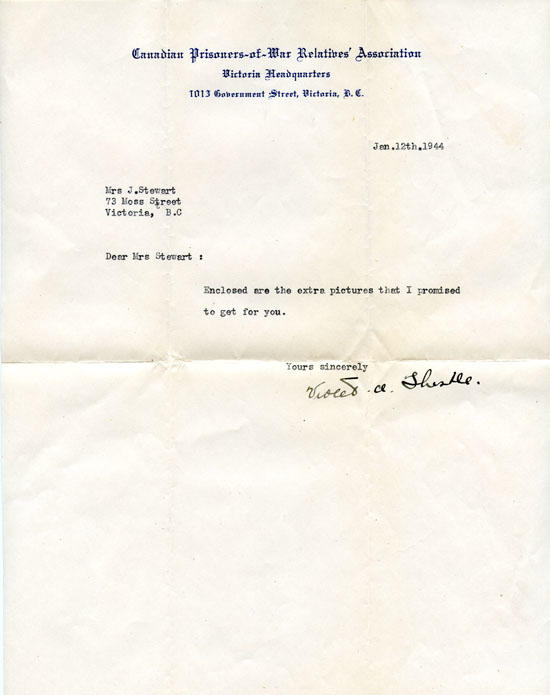 Canadian Prisoners-of-War Relatives' Association
Victoria Headquarters
1013 Government Street, Victoria, B. C.
Jan.12th.1944
Mrs J.Stewart
73 Moss Street
Victoria, B.C
Dear Mrs Stewart :
Enclosed are the extra pictures that I promised
to get for you.
Yours sincerely
Violet a.